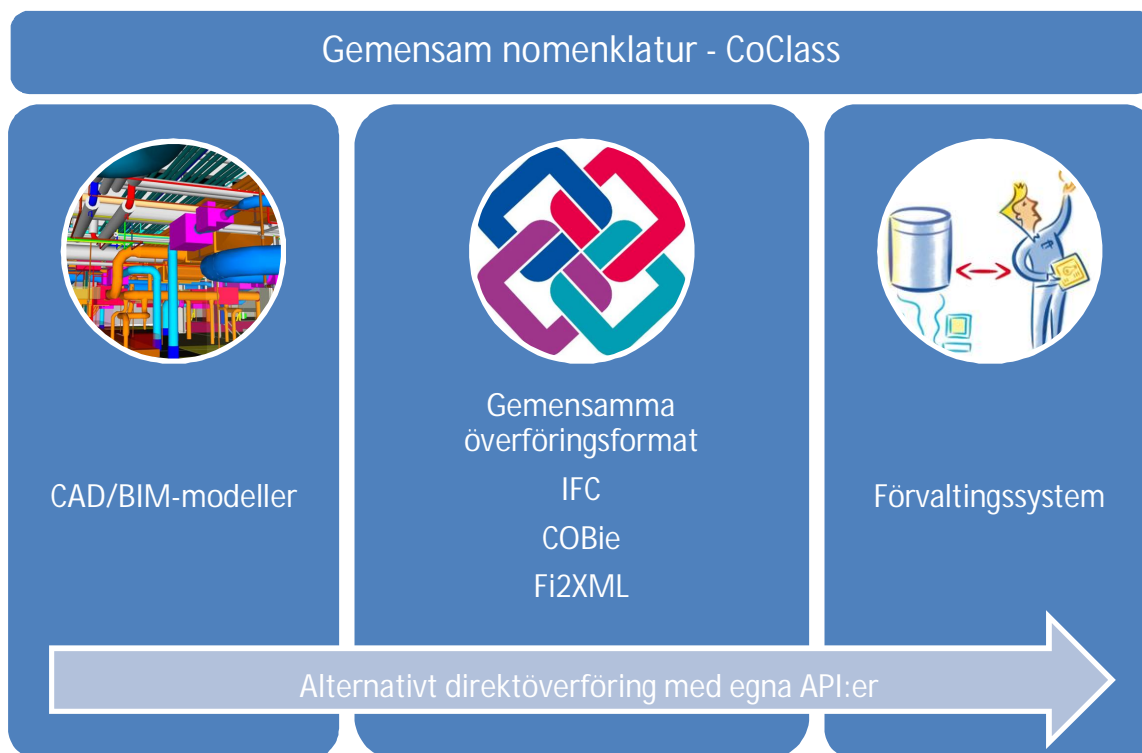 Gemensam nomenklatur - CoClass
CAD/BIM-modeller
Gemensamma
överföringsformat
IFC
COBie
Fi2XML
Förvaltingssystem
Alternativt direktöverföring med egna API:er